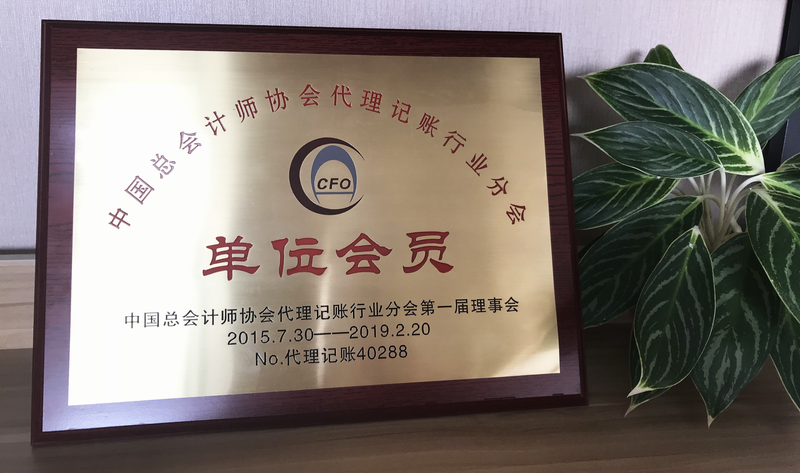 中国总会计师协会代理记账行业分会
CFO
单位会员
中国总会计师协会代理记账行业分会第一届理事会
2015.7.30——2019.2.20
No.代理记账40288